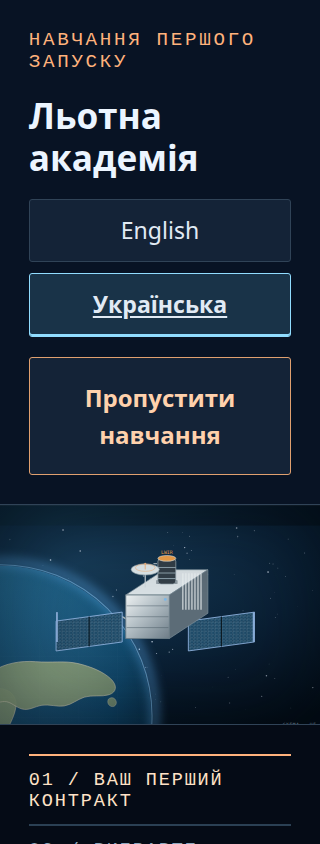 НАВЧАННЯ ПЕРШОГО
ЗАПУСКУ
Льотна
академія
English
Українська
Пропустити
навчання
01 / ВАШ ПЕРШИЙ
КОНТРАКТ